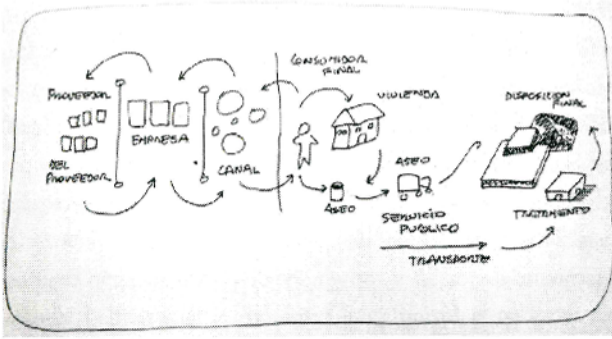 PROVEEDOR
DEL
PROVEEDOR
EMPRESA
CANAL
CONSUMIDOR
FINAL
VIVIENDA
ASEO
ASEO
SERVICIO
PUBLICO
TRANSPORTE
DISPOSICION
FINAL
TRATAMIENTO